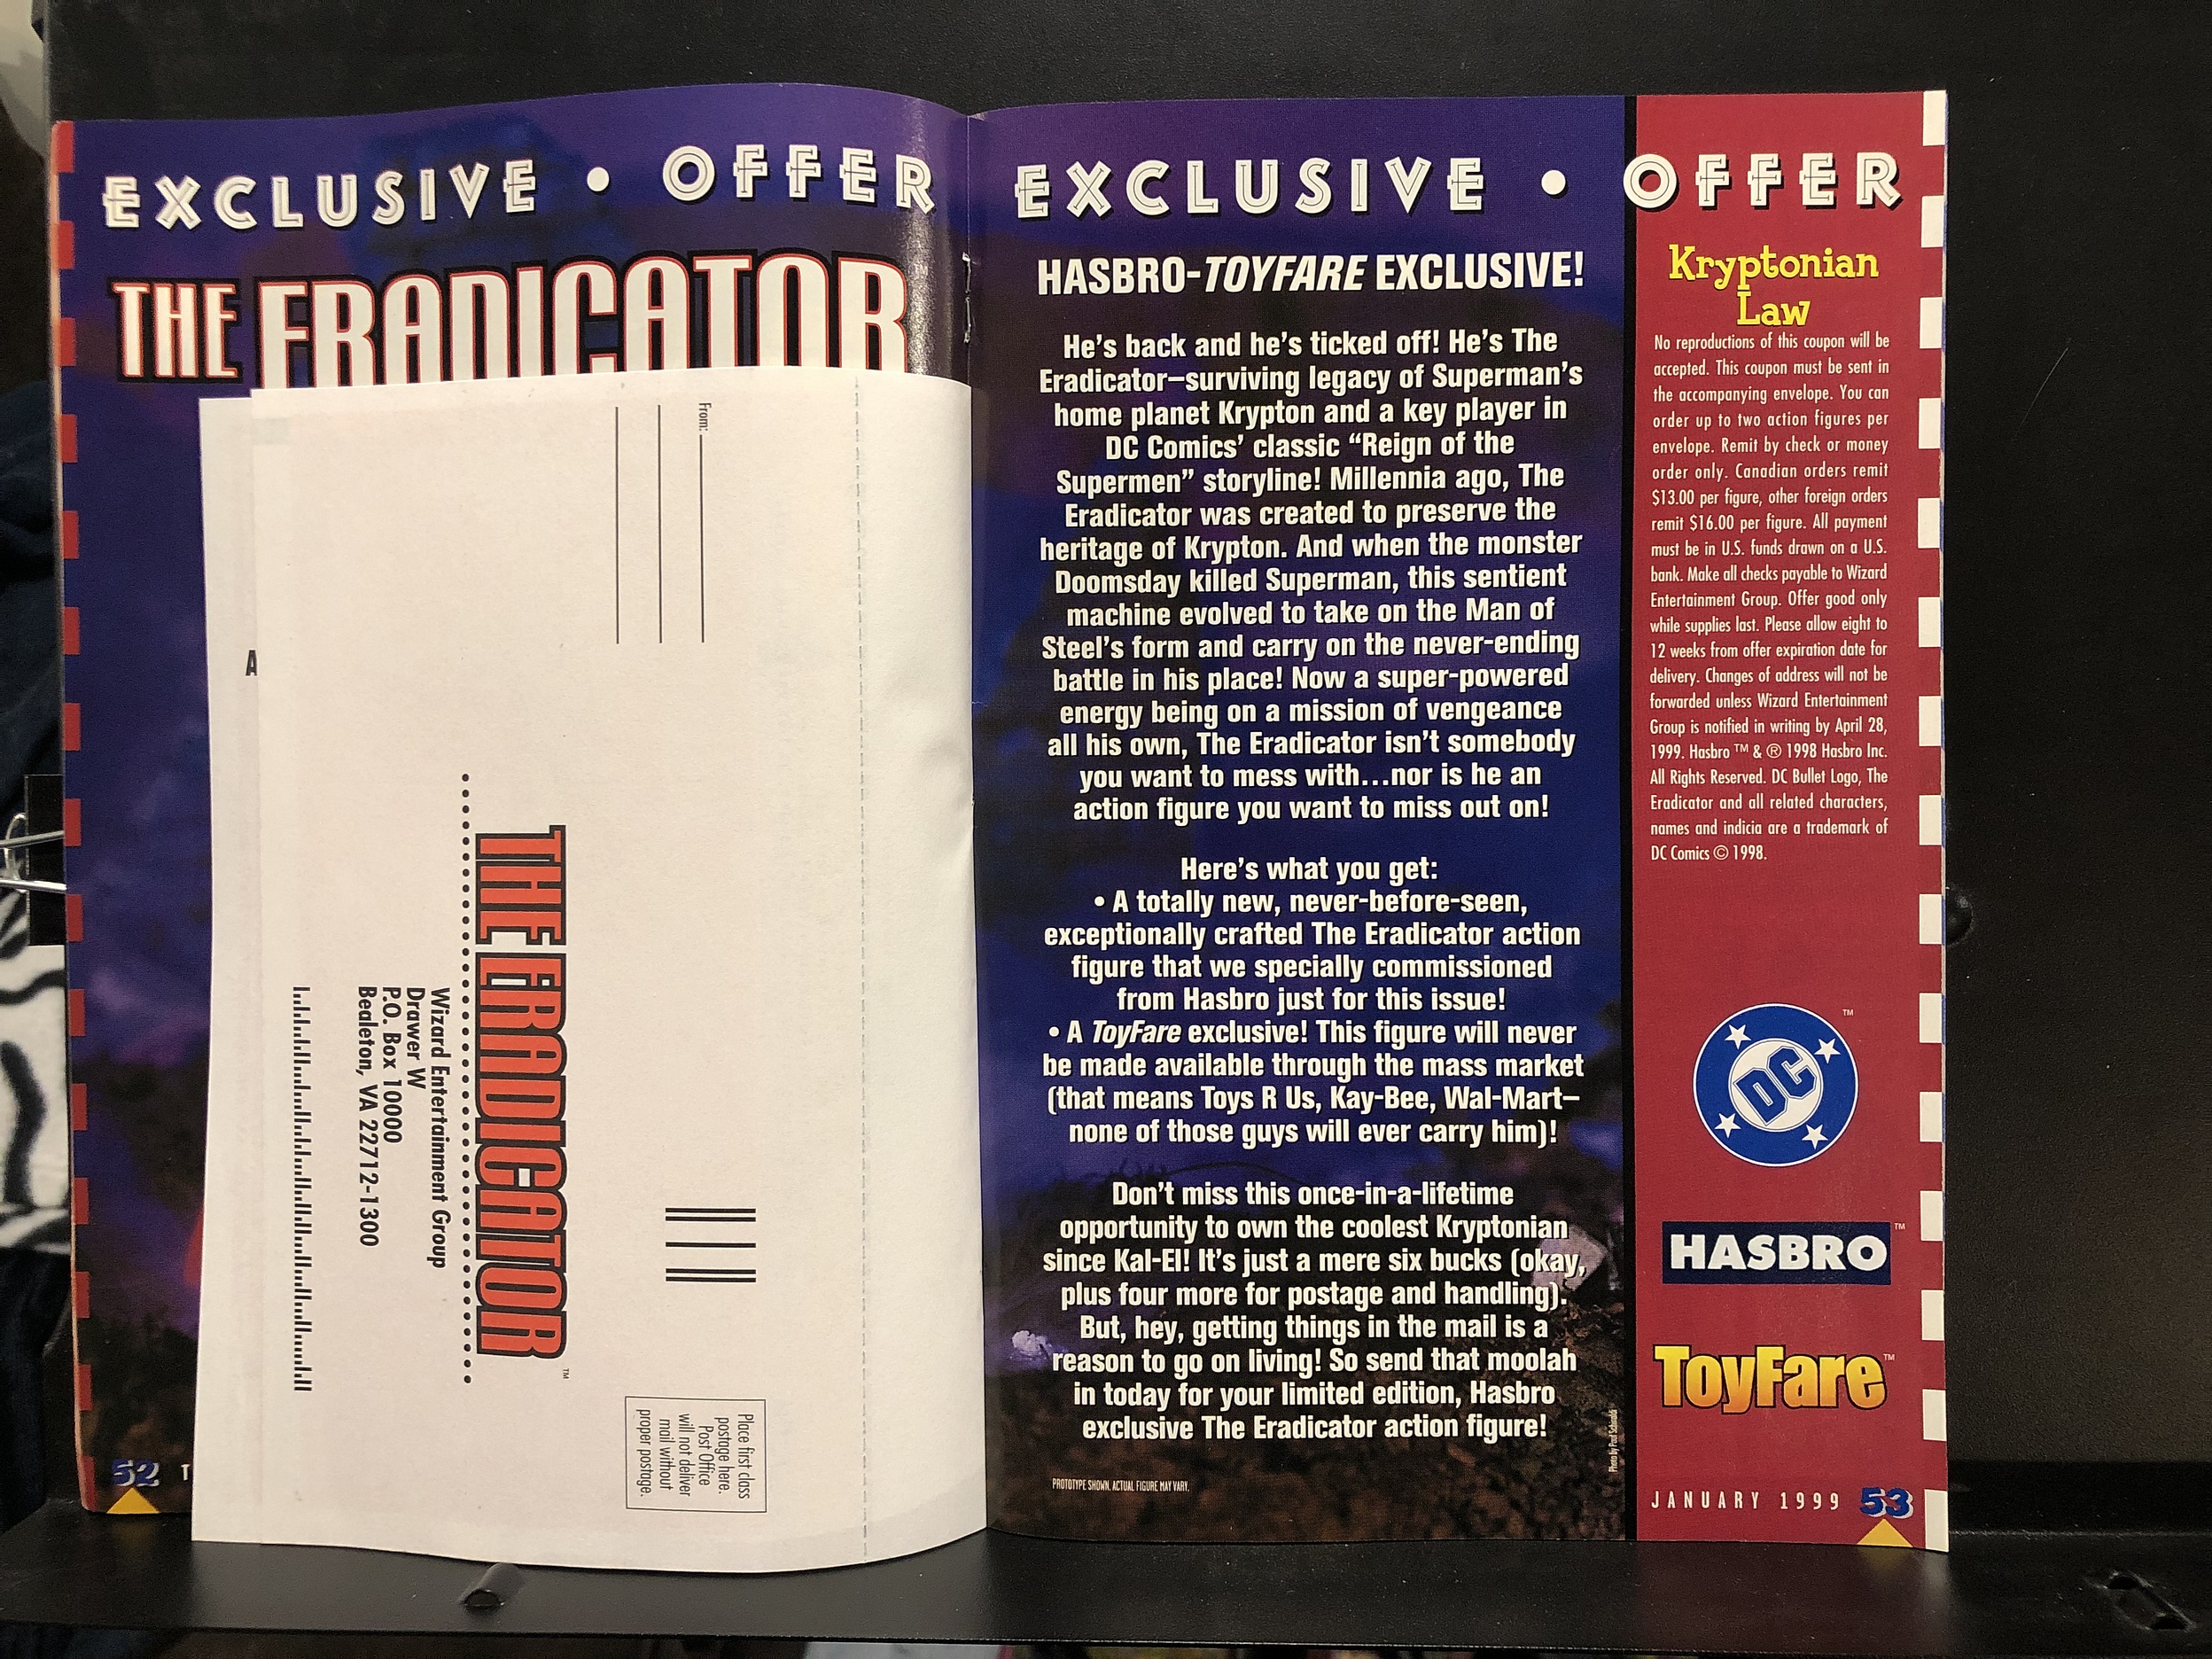 EXCLUSIVE • OFFER
THE ERADICATOR™
A
From:
THE ERADICATOR™
Wizard Entertainment Group
Drawer W
P.O. Box 10000
Bealeton, VA 22712-1300
Place first class
postage here.
Post Office
will not deliver
mail without
proper postage.
52 T
EXCLUSIVE • OFFER
HASBRO-TOYFARE EXCLUSIVE!
He's back and he's ticked off! He's The
Eradicator–surviving legacy of Superman's
home planet Krypton and a key player in
DC Comics' classic “Reign of the
Supermen” storyline! Millennia ago, The
Eradicator was created to preserve the
heritage of Krypton. And when the monster
Doomsday killed Superman, this sentient
machine evolved to take on the Man of
Steel's form and carry on the never-ending
battle in his place! Now a super-powered
energy being on a mission of vengeance
all his own, The Eradicator isn't somebody
you want to mess with...nor is he an
action figure you want to miss out on!
Here's what you get:
• A totally new, never-before-seen,
exceptionally crafted The Eradicator action
figure that we specially commissioned
from Hasbro just for this issue!
• A ToyFare exclusive! This figure will never
be made available through the mass market
(that means Toys R Us, Kay-Bee, Wal-Mart–
none of those guys will ever carry him)!
Don't miss this once-in-a-lifetime
opportunity to own the coolest Kryptonian
since Kal-El! It's just a mere six bucks (okay,
plus four more for postage and handling).
But, hey, getting things in the mail is a
reason to go on living! So send that moolah
in today for your limited edition, Hasbro
exclusive The Eradicator action figure!
PROTOTYPE SHOWN. ACTUAL FIGURE MAY VARY.
Photo by Paul Schiraldi
Kryptonian
Law
No reproductions of this coupon will be
accepted. This coupon must be sent in
the accompanying envelope. You can
order up to two action figures per
envelope. Remit by check or money
order only. Canadian orders remit
$13.00 per figure, other foreign orders
remit $16.00 per figure. All payment
must be in U.S. funds drawn on a U.S.
bank. Make all checks payable to Wizard
Entertainment Group. Offer good only
while supplies last. Please allow eight to
12 weeks from offer expiration date for
delivery. Changes of address will not be
forwarded unless Wizard Entertainment
Group is notified in writing by April 28,
1999. Hasbro ™ & ® 1998 Hasbro Inc.
All Rights Reserved. DC Bullet Logo, The
Eradicator and all related characters,
names and indicia are a trademark of
DC Comics © 1998.
DC™
HASBRO™
ToyFare™
JANUARY 1999 53